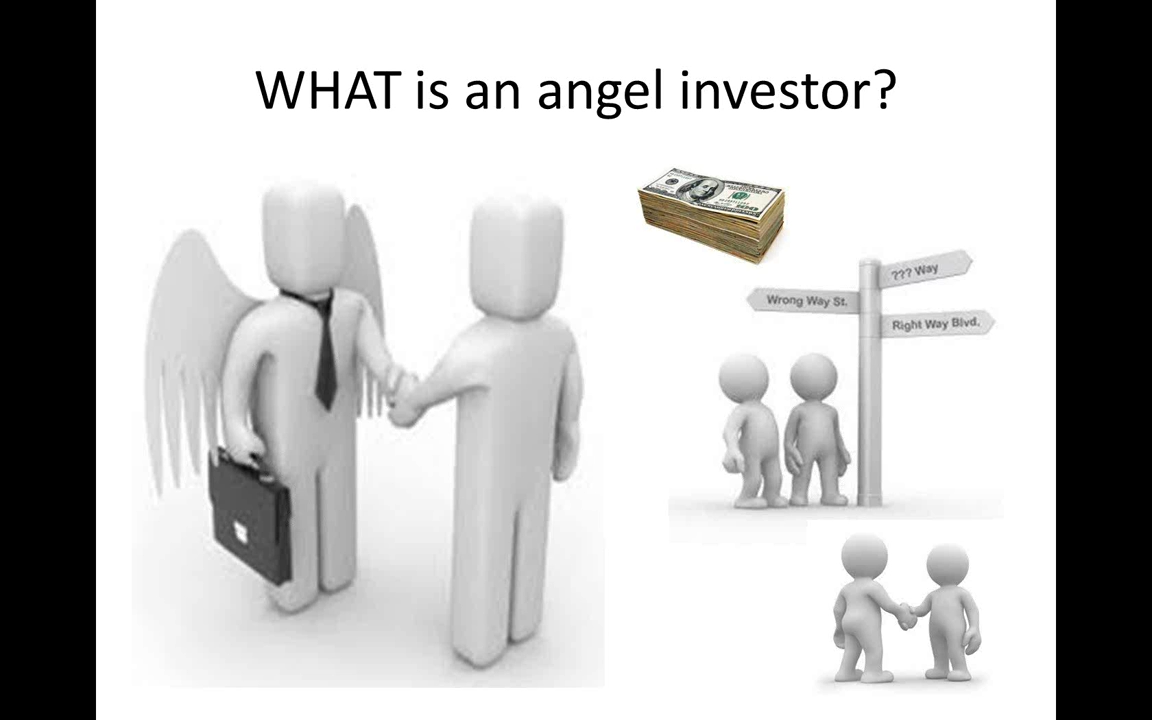 WHAT is an angel investor?
??? Way
Wrong Way St.
Right Way Blvd.